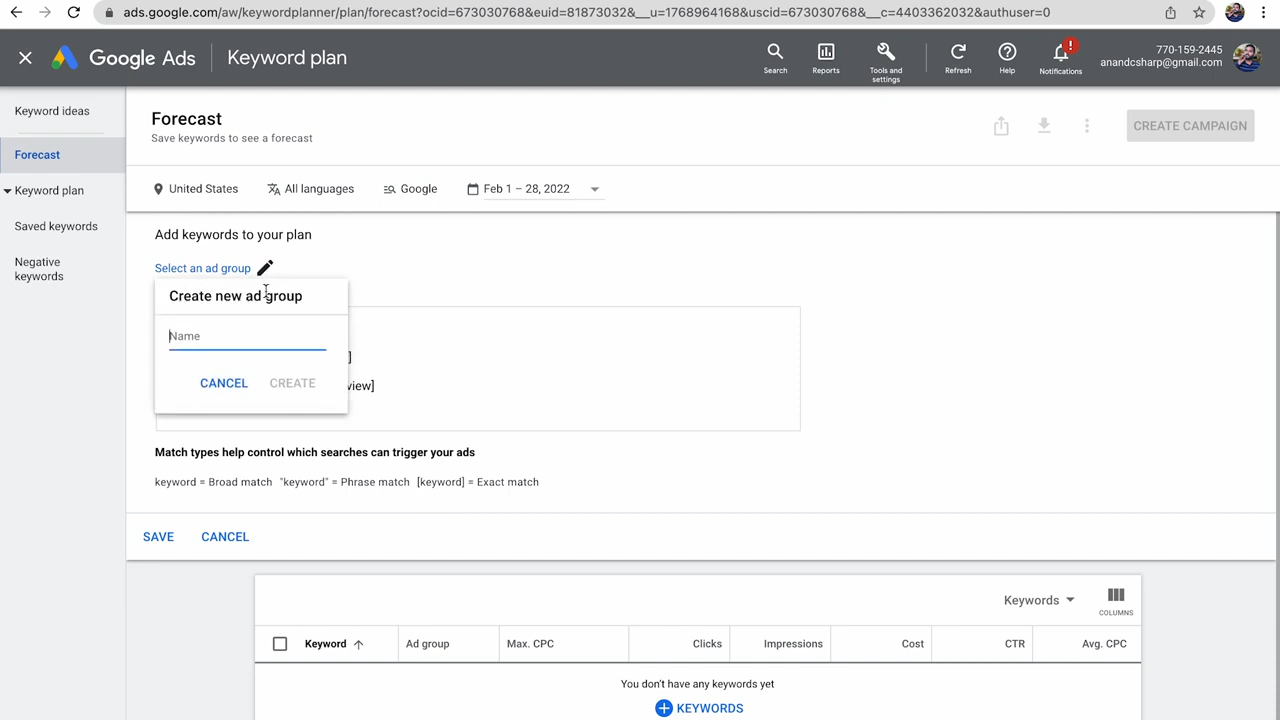 ads.google.com/aw/keywordplanner/plan/forecast?ocid=673030768&euid=81873032&__u=1768964168&uscid=673030768&__c=4403362032&authuser=0
Google Ads
Keyword plan
Search
Reports
Tools and
settings
Refresh
Help
!
Notifications
770-159-2445
anandcsharp@gmail.com
Keyword ideas
Forecast
Keyword plan
Saved keywords
Negative
keywords
Forecast
Save keywords to see a forecast
CREATE CAMPAIGN
United States
All languages
Google
Feb 1 – 28, 2022
Add keywords to your plan
Select an ad group
Create new ad group
Name
CANCEL
CREATE
]
view]
Match types help control which searches can trigger your ads
keyword = Broad match "keyword" = Phrase match [keyword] = Exact match
SAVE
CANCEL
Keywords
COLUMNS
Keyword
Ad group
Max. CPC
Clicks
Impressions
Cost
CTR
Avg. CPC
You don't have any keywords yet
KEYWORDS